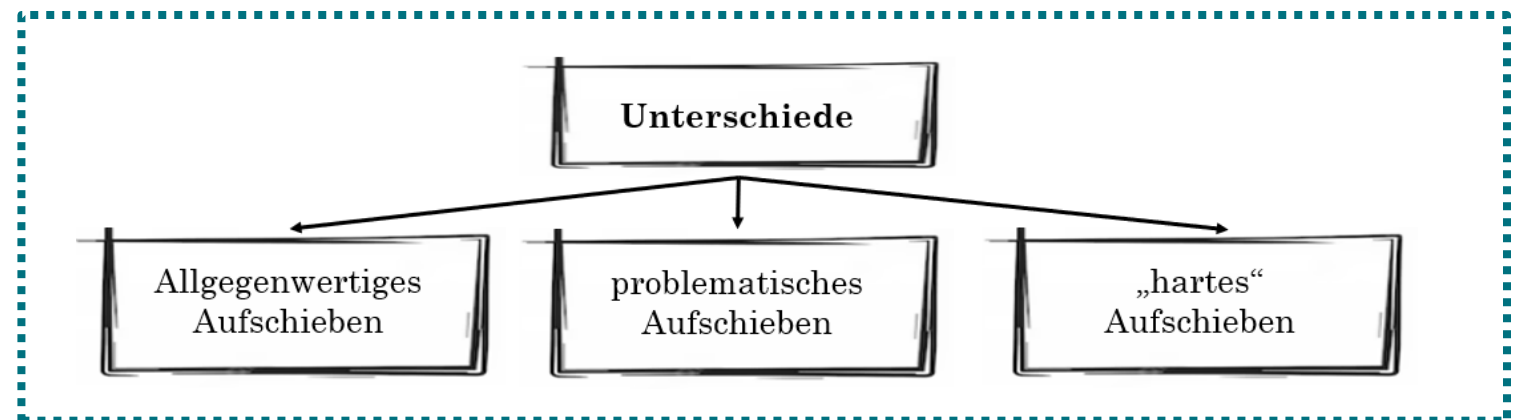 Unterschiede
Allgegenwertiges
Aufschieben
problematisches
Aufschieben
„hartes“
Aufschieben